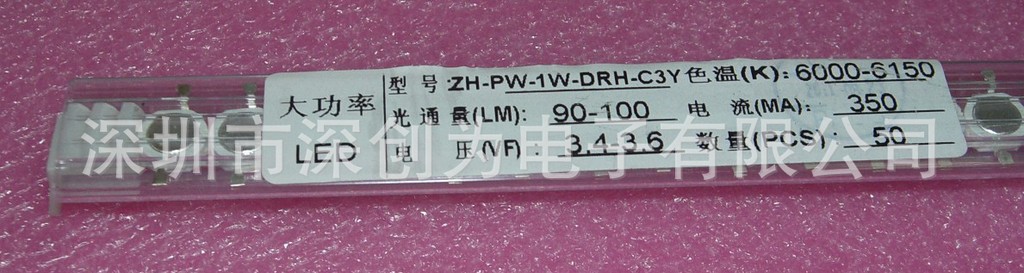 大功率
LED
型号:ZH-PW-1W-DRH-C3Y 色温(K): 6000-6150
光通量(LM): 90-100 电流(MA): 350
电压(VF): 3.4-3.6 数量(PCS): 50
深圳市深创为电子有限公司